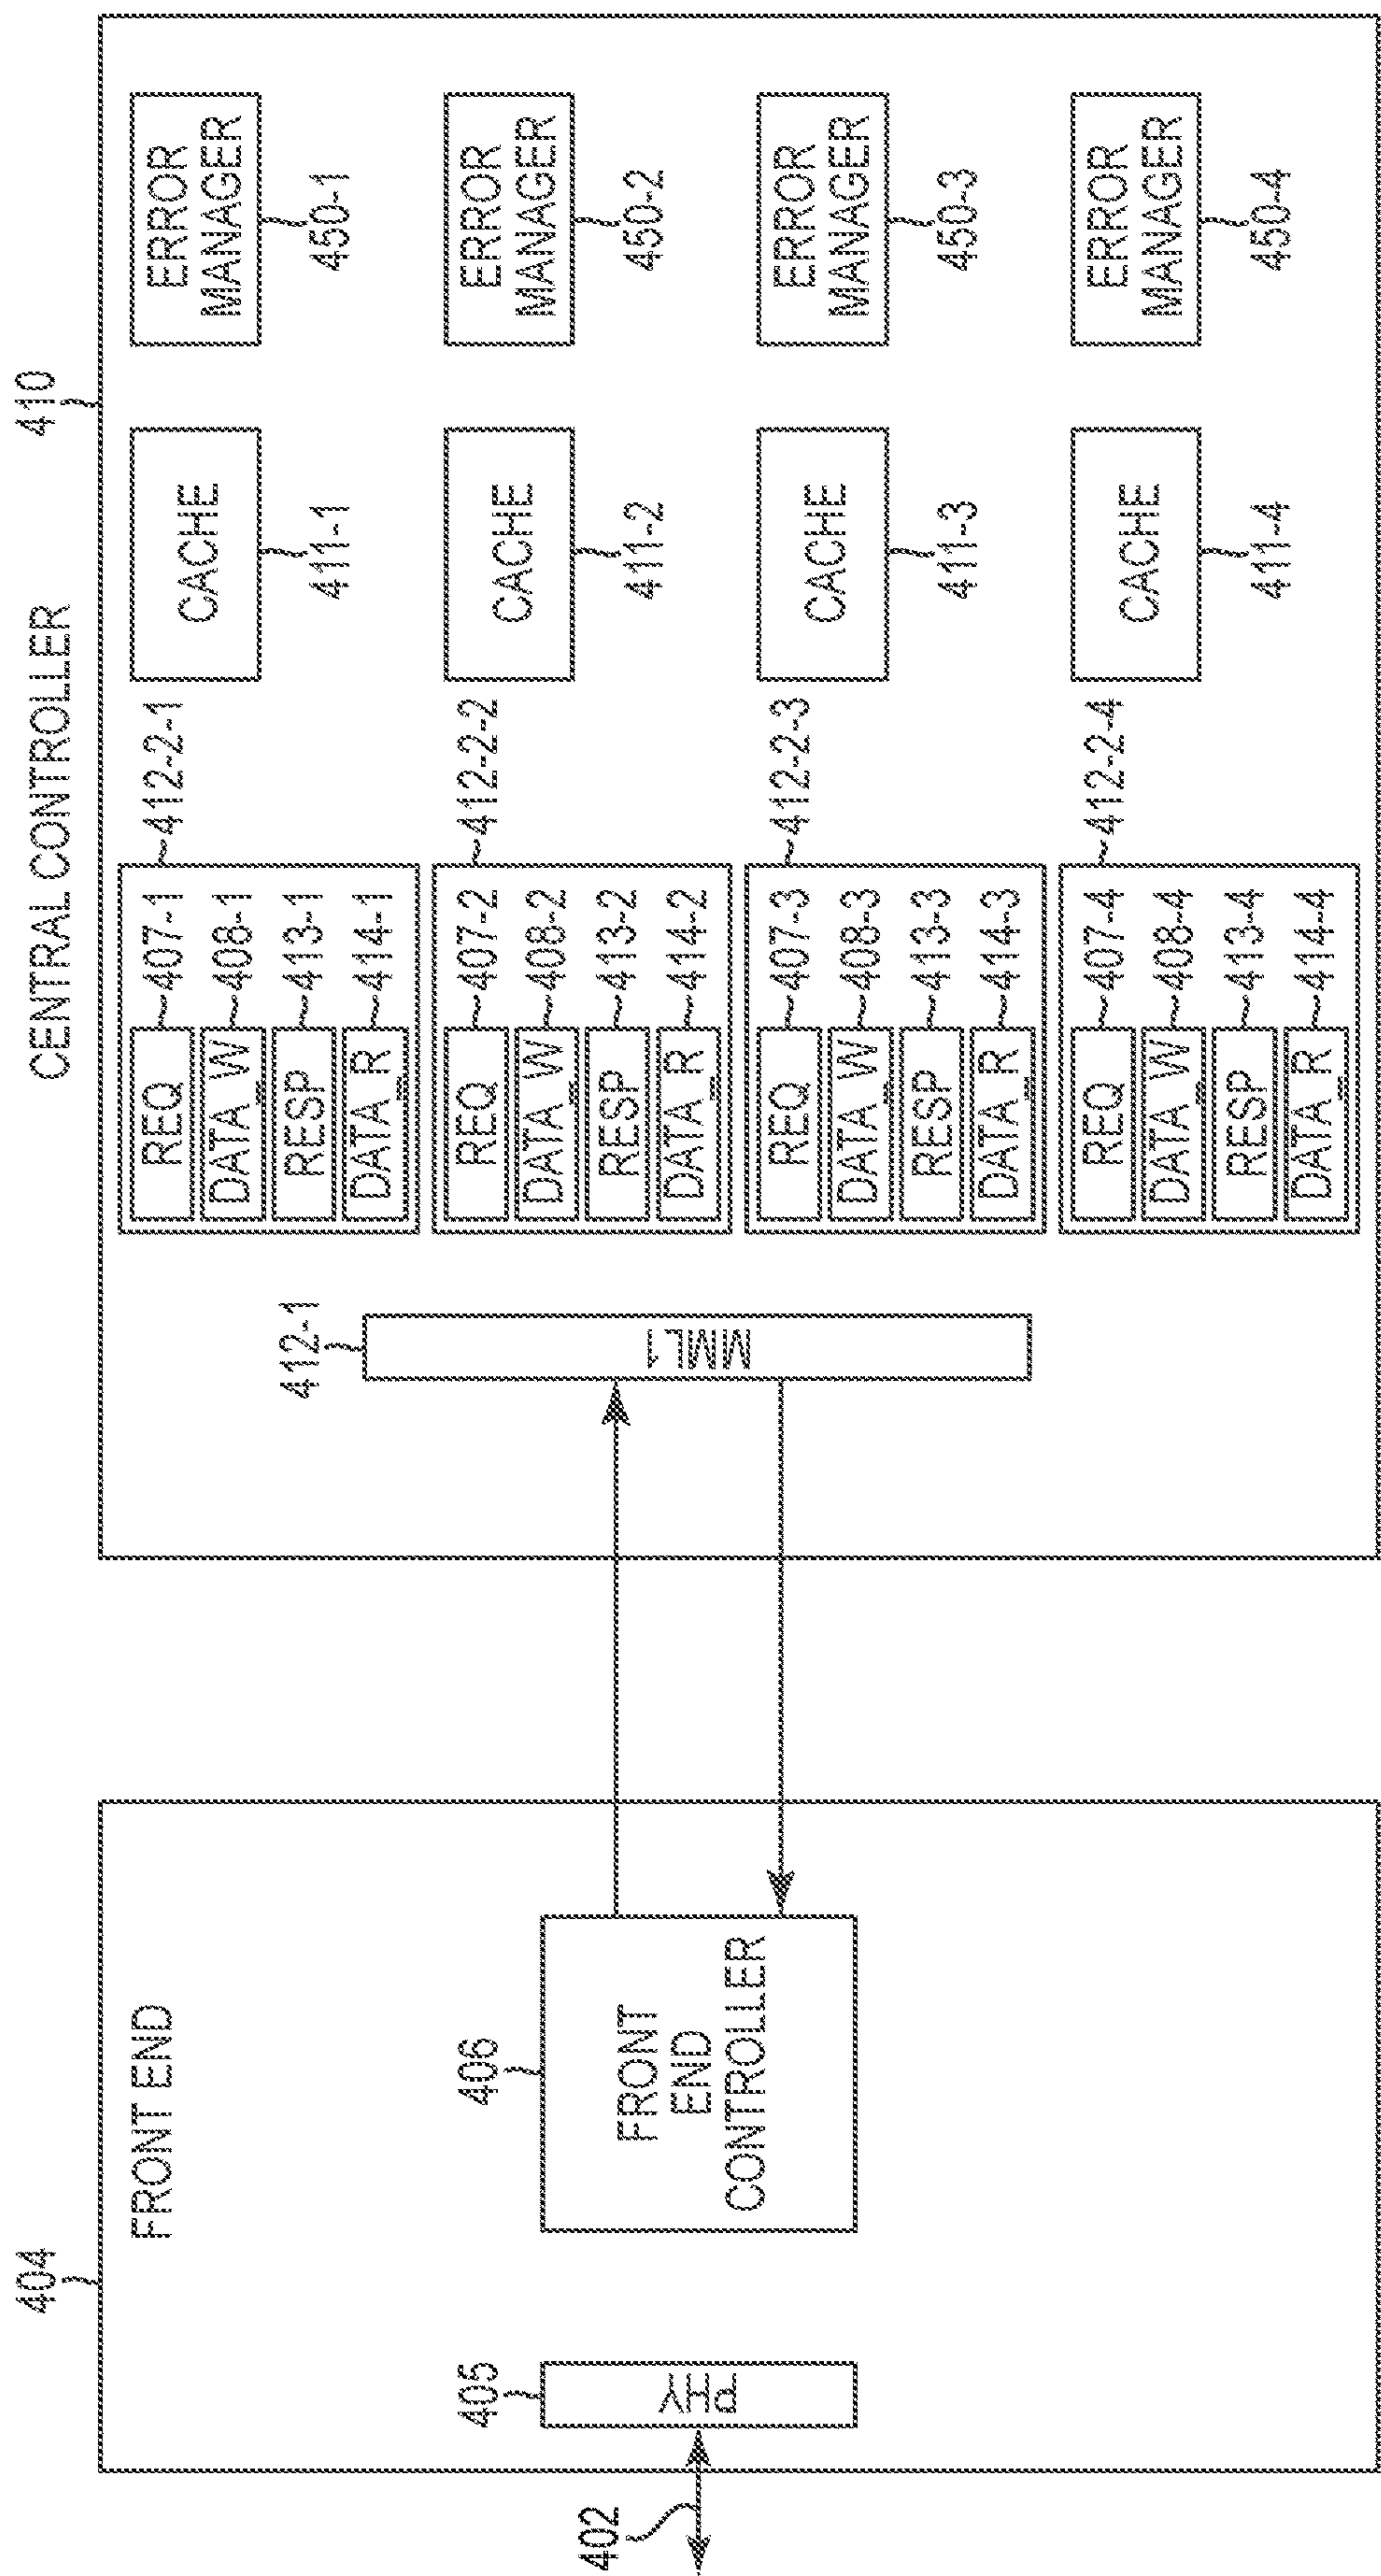 CENTRAL CONTROLLER
410
404
FRONT END
402
405
PHY
406
FRONT
END
CONTROLLER
412-1
MML1
412-2-1
REQ
407-1
DATA_W
408-1
RESP
413-1
DATA_R
414-1
CACHE
411-1
ERROR
MANAGER
450-1
412-2-2
REQ
407-2
DATA_W
408-2
RESP
413-2
DATA_R
414-2
CACHE
411-2
ERROR
MANAGER
450-2
412-2-3
REQ
407-3
DATA_W
408-3
RESP
413-3
DATA_R
414-3
CACHE
411-3
ERROR
MANAGER
450-3
412-2-4
REQ
407-4
DATA_W
408-4
RESP
413-4
DATA_R
414-4
CACHE
411-4
ERROR
MANAGER
450-4